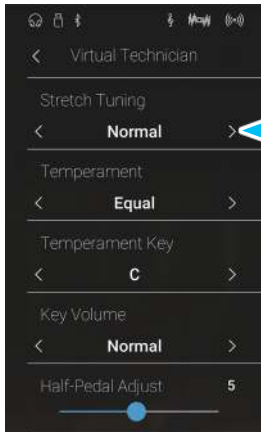 Virtual Technician
Stretch Tuning
Normal
Temperament
Equal
Temperament Key
C
Key Volume
Normal
Half-Pedal Adjust 5